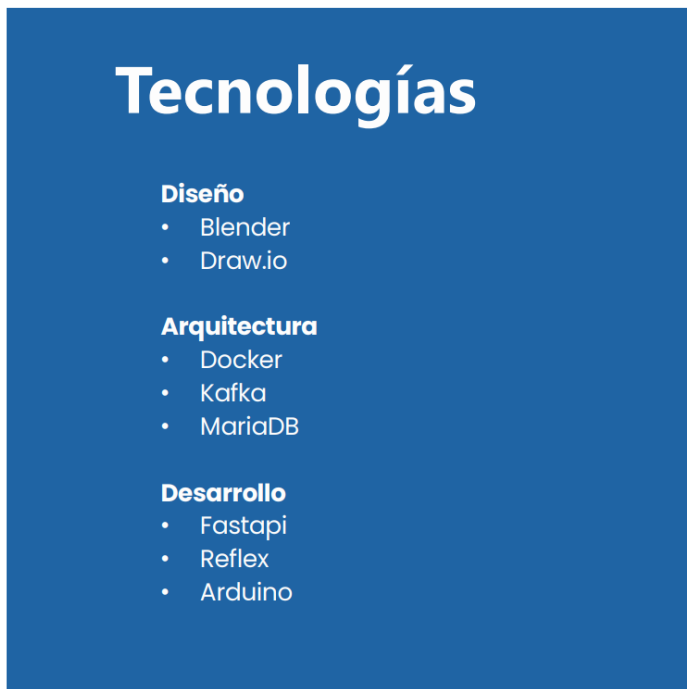 Tecnologías
Diseño
• Blender
• Draw.io
Arquitectura
• Docker
• Kafka
• MariaDB
Desarrollo
• Fastapi
• Reflex
• Arduino